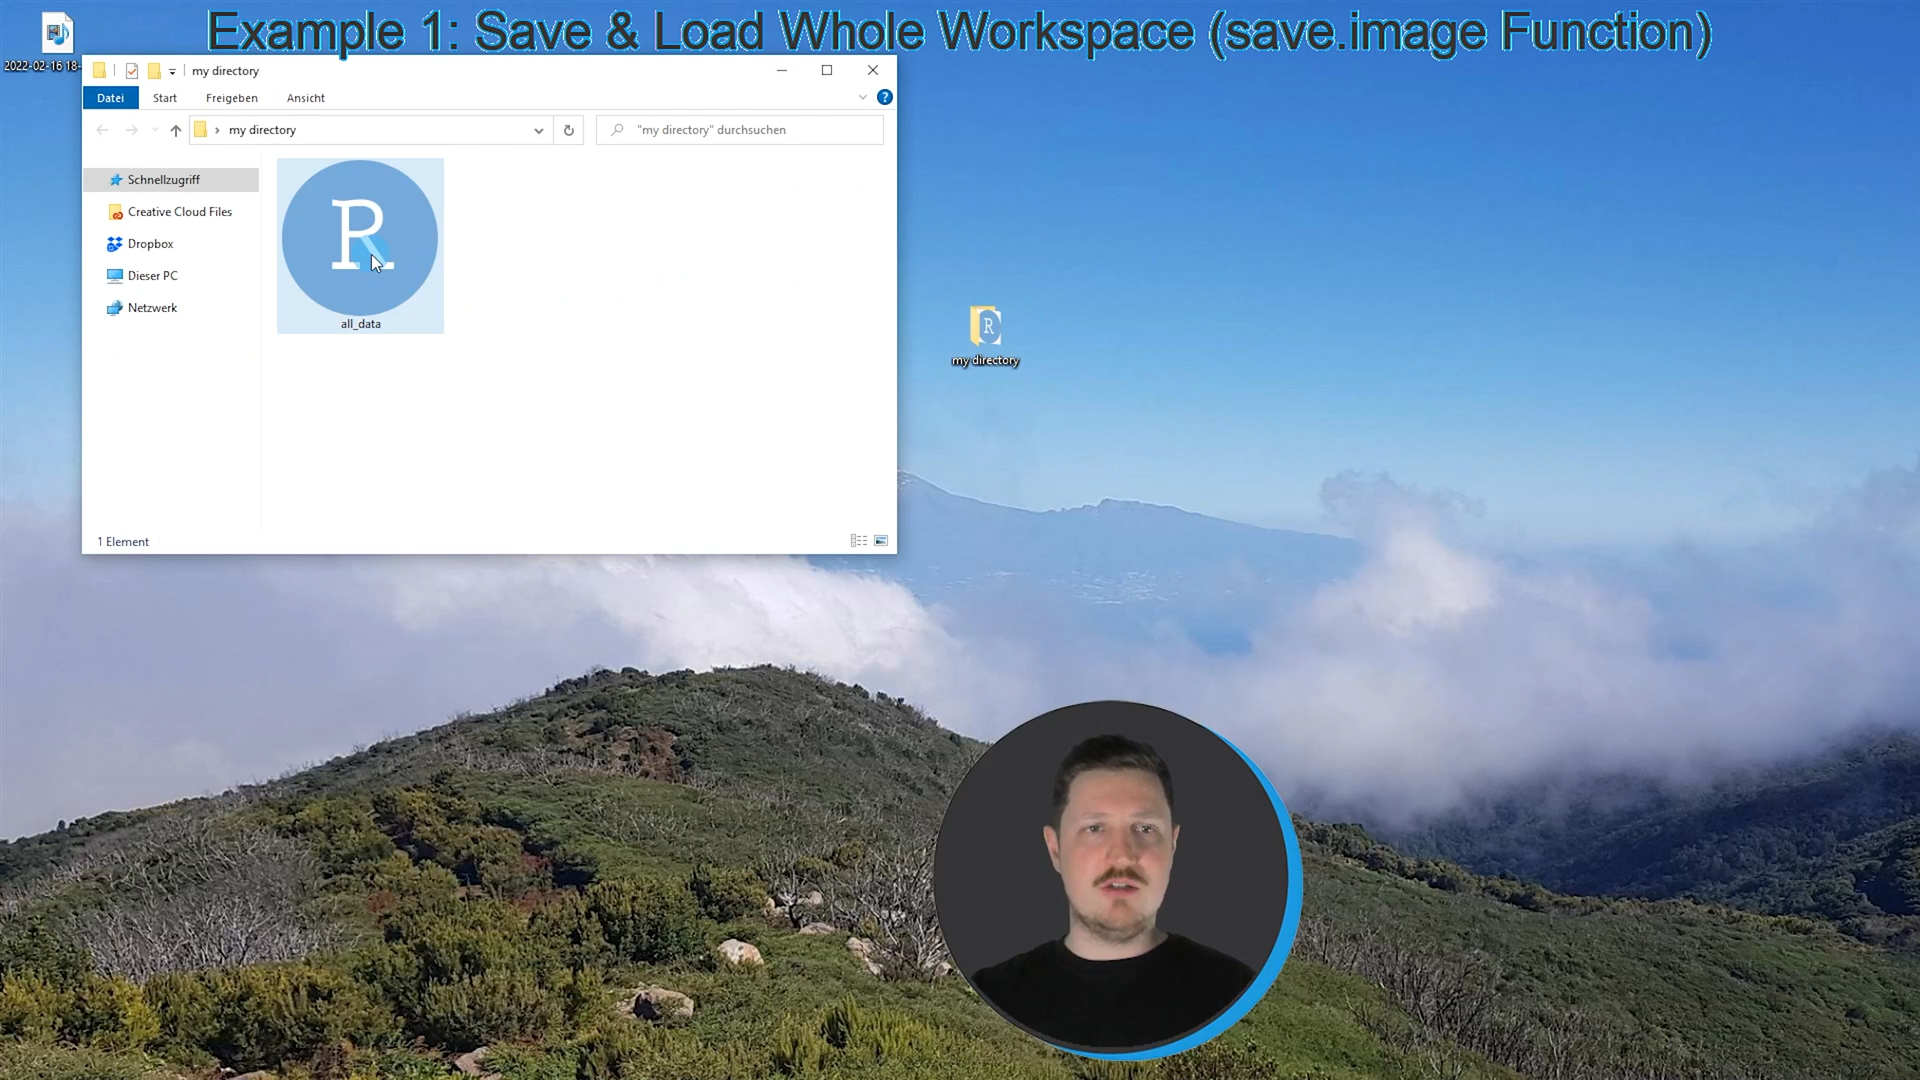 Example 1: Save & Load Whole Workspace (save.image Function)
2022-02-16 18-
my directory
Datei Start Freigeben Ansicht
my directory
"my directory" durchsuchen
Schnellzugriff
Creative Cloud Files
Dropbox
Dieser PC
Netzwerk
R
all_data
R
my directory
1 Element